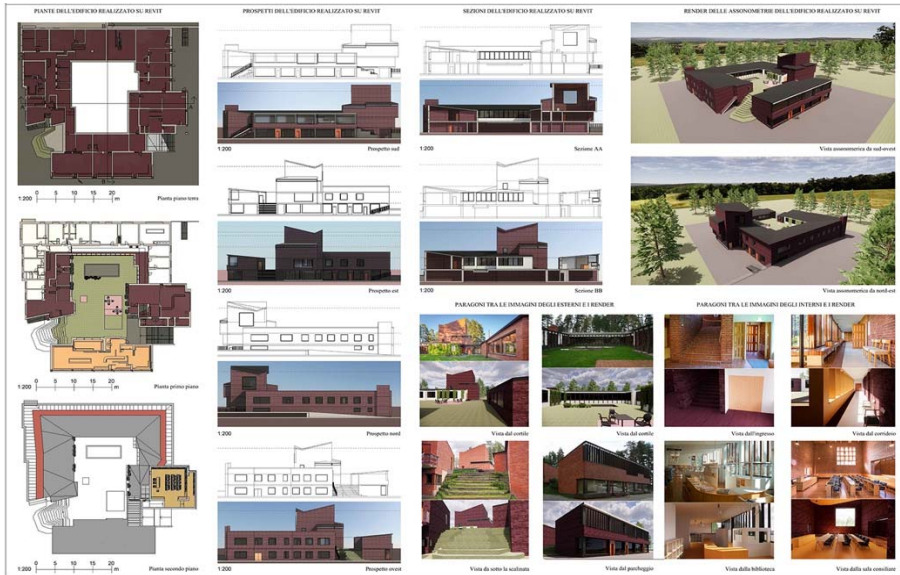 PIANTE DELL'EDIFICIO REALIZZATO SU REVIT
1:200 0 5 10 15 20 m
Pianta piano terra
1:200 0 5 10 15 20 m
Pianta primo piano
1:200 0 5 10 15 20 m
Pianta secondo piano
PROSPETTI DELL'EDIFICIO REALIZZATO SU REVIT
1:200 Prospetto sud
1:200 Prospetto est
1:200 Prospetto nord
1:200 Prospetto ovest
SEZIONI DELL'EDIFICIO REALIZZATO SU REVIT
1:200 Sezione AA
1:200 Sezione BB
RENDER DELLE ASSONOMETRIE DELL'EDIFICIO REALIZZATO SU REVIT
Vista assonometrica da sud-ovest
Vista assonometrica da nord-est
PARAGONI TRA LE IMMAGINI DEGLI ESTERNI E I RENDER
Vista dal cortile
Vista dal cortile
Vista da sotto la scalinata
Vista dal parcheggio
PARAGONI TRA LE IMMAGINI DEGLI INTERNI E I RENDER
Vista dall'ingresso
Vista dal corridoio
Vista dalla biblioteca
Vista dalla sala consiliare